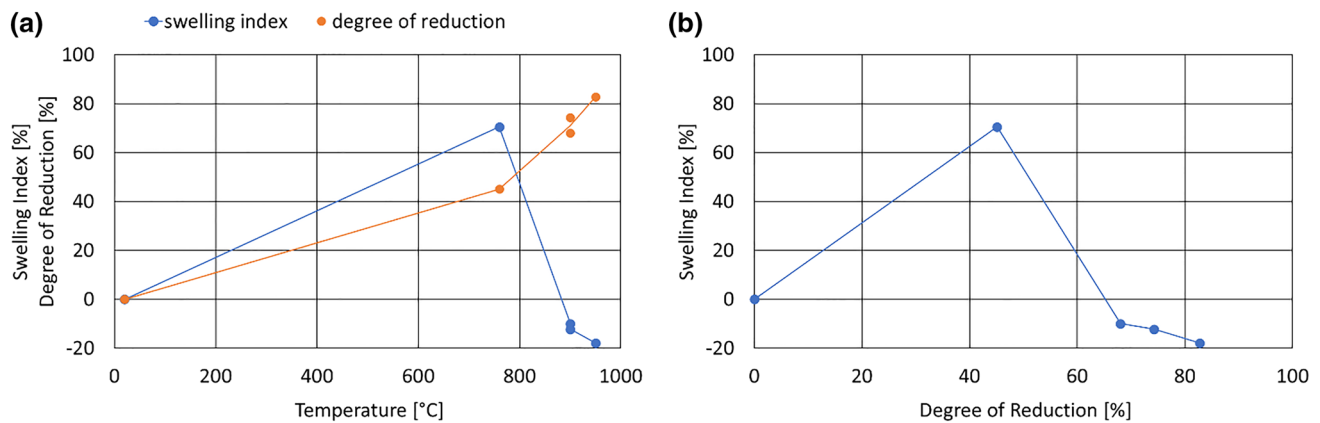 (a)
swelling index
degree of reduction
Swelling Index [%]
Degree of Reduction [%]
100
80
60
40
20
0
-20
0 200 400 600 800 1000
Temperature [°C]
(b)
Swelling Index [%]
100
80
60
40
20
0
-20
0 20 40 60 80 100
Degree of Reduction [%]